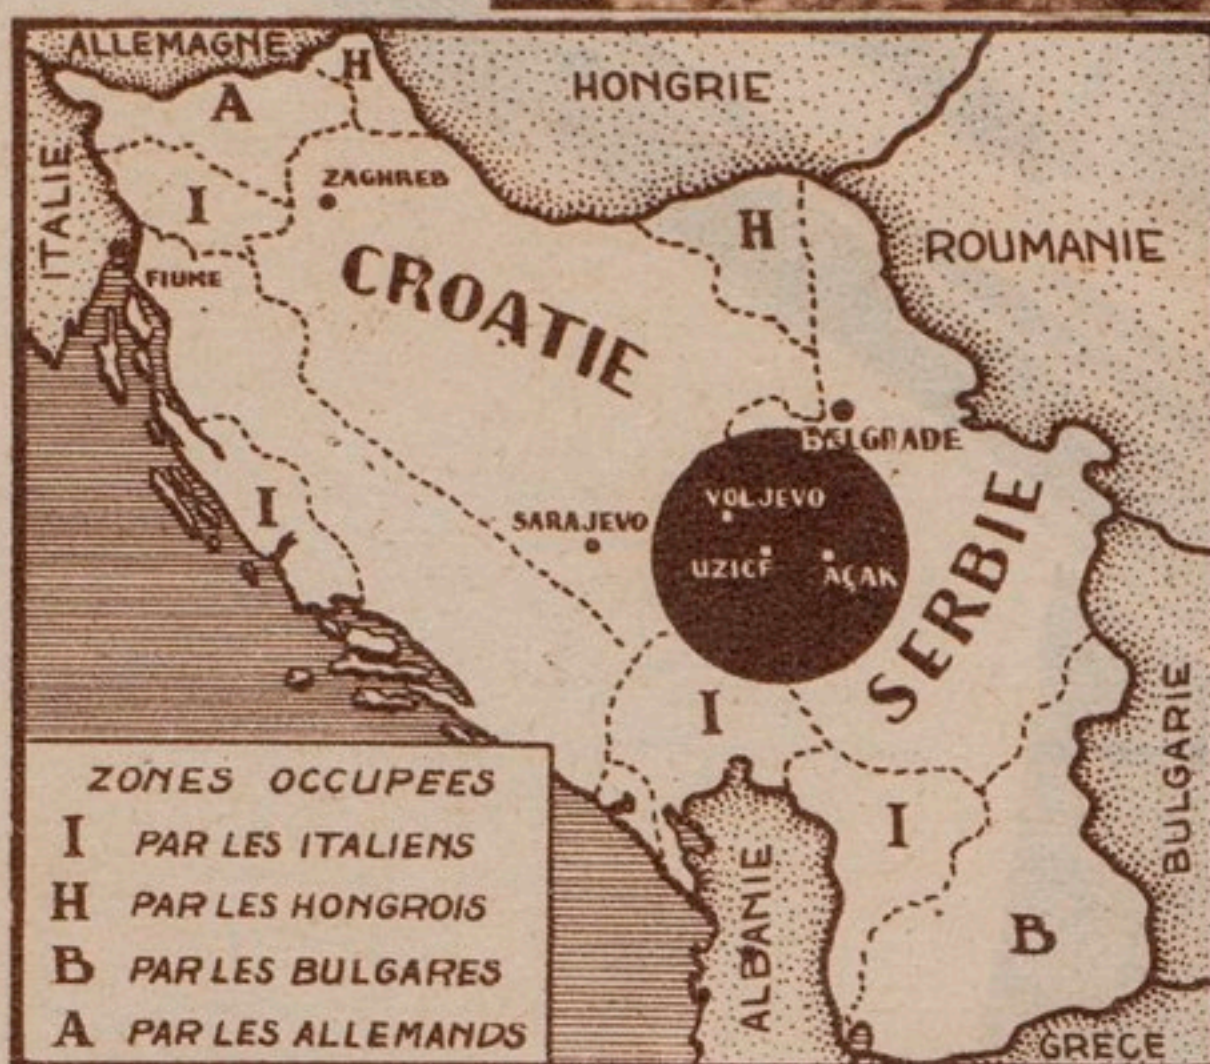 ALLEMAGNE
H
HONGRIE
A
ITALIE
ZAGHREB
I
H
ROUMANIE
FIUME
CROATIE
BELGRADE
VOLJEVO
I
SARAJEVO
UZICE
AÇAK
SERBIE
I
BULGARIE
I
ALBANIE
B
GRECE
ZONES OCCUPEES
I PAR LES ITALIENS
H PAR LES HONGROIS
B PAR LES BULGARES
A PAR LES ALLEMANDS